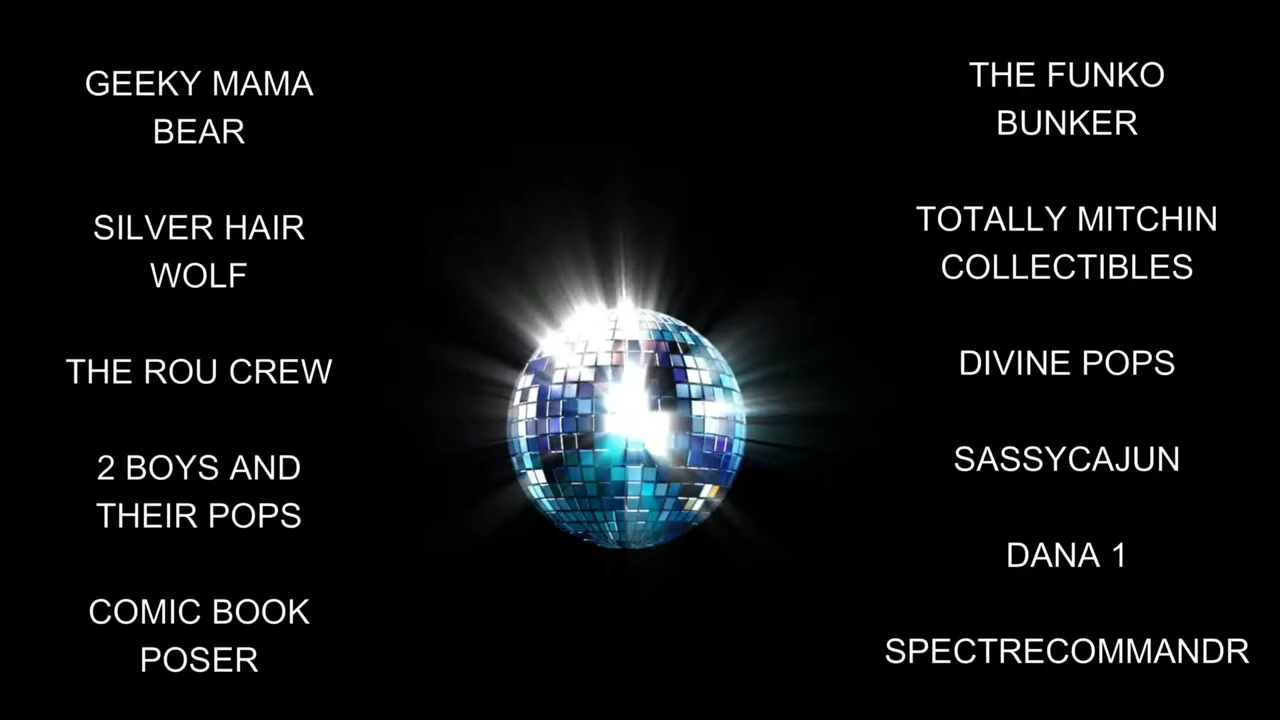 GEEKY MAMA
BEAR
SILVER HAIR
WOLF
THE ROU CREW
2 BOYS AND
THEIR POPS
COMIC BOOK
POSER
THE FUNKO
BUNKER
TOTALLY MITCHIN
COLLECTIBLES
DIVINE POPS
SASSYCAJUN
DANA 1
SPECTRECOMMANDR